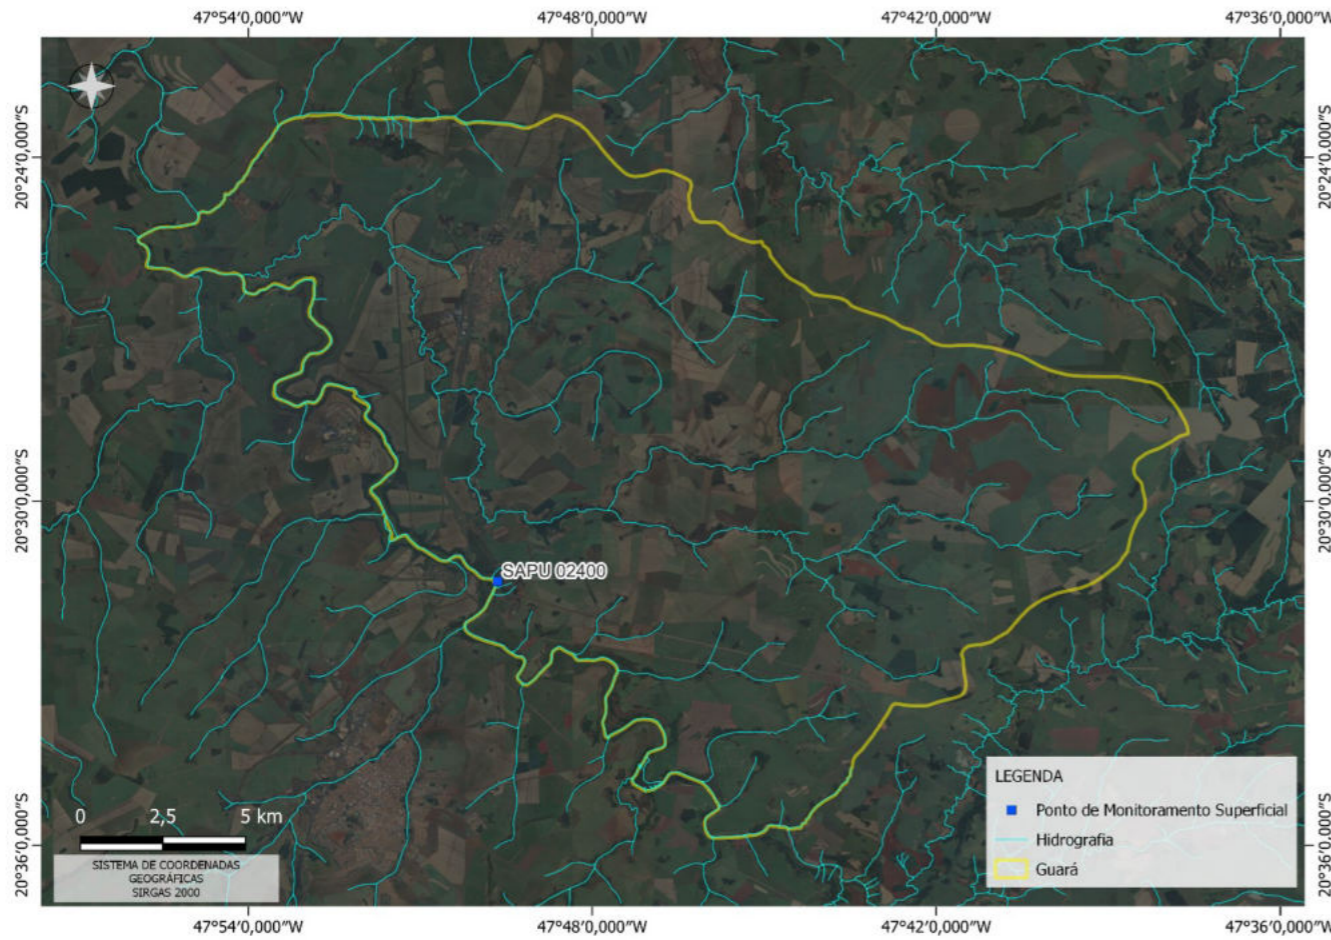 47°54'0,000"W 47°48'0,000"W 47°42'0,000"W 47°36'0,000"W
20°24'0,000"S 20°24'0,000"S
20°30'0,000"S 20°30'0,000"S
SAPU 02400
LEGENDA
Ponto de Monitoramento Superficial
Hidrografia
Guará
0 2,5 5 km
SISTEMA DE COORDENADAS
GEOGRÁFICAS
SIRGAS 2000
20°36'0,000"S 20°36'0,000"S
47°54'0,000"W 47°48'0,000"W 47°42'0,000"W 47°36'0,000"W